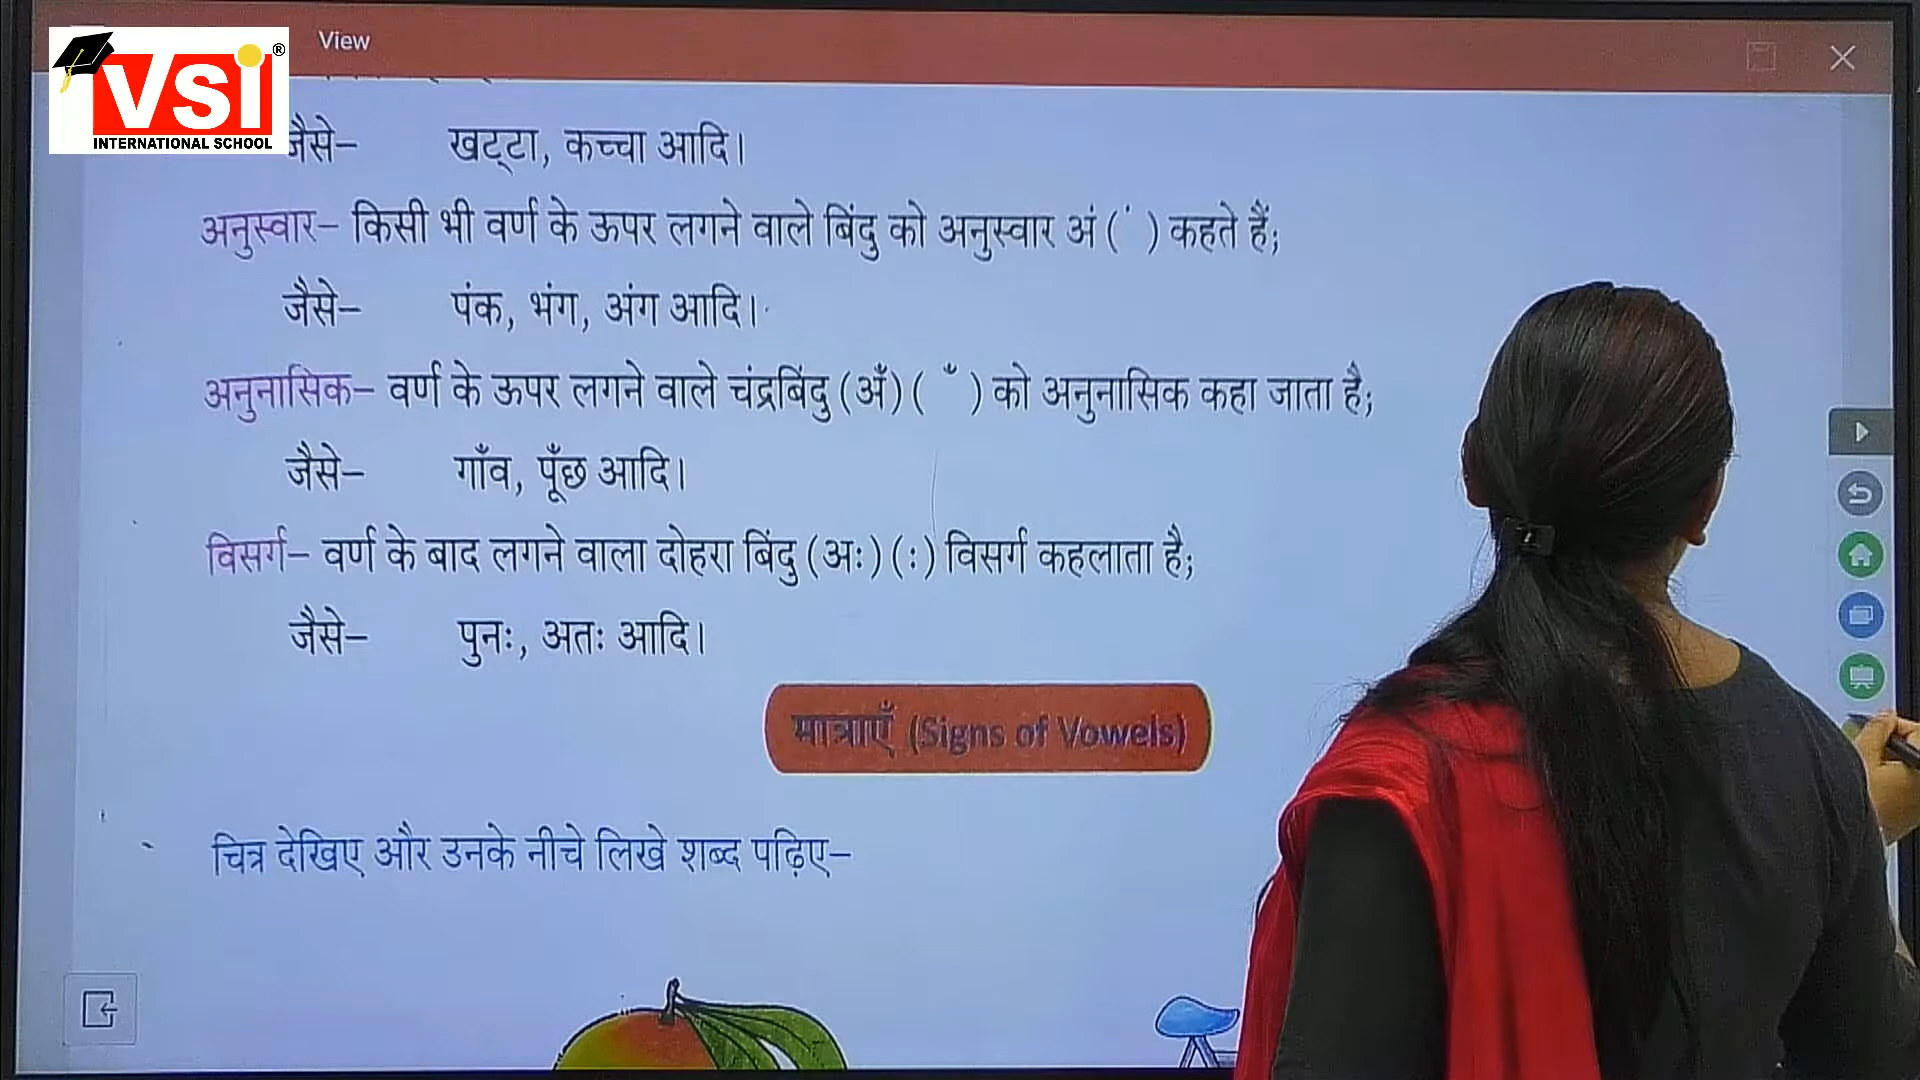 VSI ®
INTERNATIONAL SCHOOL
View
जैसे– खट्‌टा, कच्चा आदि।
अनुस्वार– किसी भी वर्ण के ऊपर लगने वाले बिंदु को अनुस्वार अं ( ं ) कहते हैं;
जैसे– पंक, भंग, अंग आदि।
अनुनासिक– वर्ण के ऊपर लगने वाले चंद्रबिंदु (अँ) ( ँ ) को अनुनासिक कहा जाता है;
जैसे– गाँव, पूँछ आदि।
विसर्ग– वर्ण के बाद लगने वाला दोहरा बिंदु (अः) (ः) विसर्ग कहलाता है;
जैसे– पुनः, अतः आदि।
मात्राएँ (Signs of Vowels)
चित्र देखिए और उनके नीचे लिखे शब्द पढ़िए–